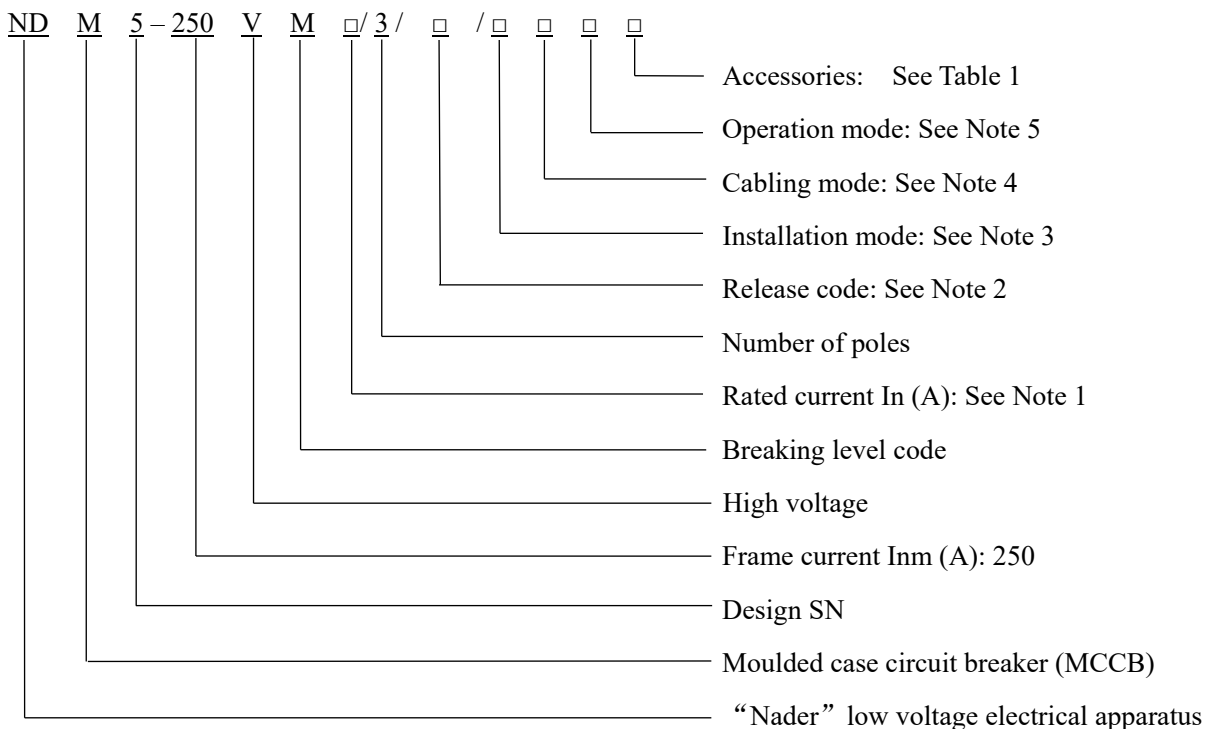 ND M 5 – 250 V M □/ 3 / □ / □ □ □ □
Accessories: See Table 1
Operation mode: See Note 5
Cabling mode: See Note 4
Installation mode: See Note 3
Release code: See Note 2
Number of poles
Rated current In (A): See Note 1
Breaking level code
High voltage
Frame current Inm (A): 250
Design SN
Moulded case circuit breaker (MCCB)
“Nader” low voltage electrical apparatus